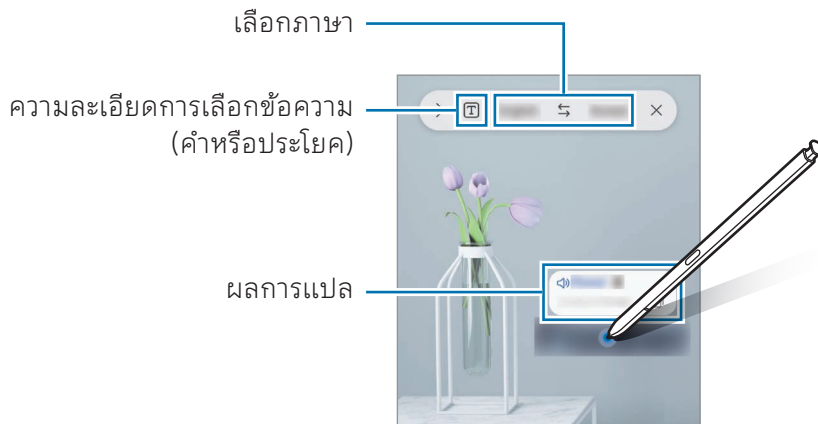 เลือกภาษา
ความละเอียดการเลือกข้อความ
(คำหรือประโยค)
T
ผลการแปล